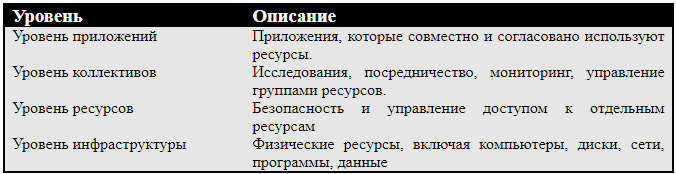 Уровень Описание
Уровень приложений Приложения, которые совместно и согласовано используют
ресурсы.
Уровень коллективов Исследования, посредничество, мониторинг, управление
группами ресурсов.
Уровень ресурсов Безопасность и управление доступом к отдельным
ресурсам
Уровень инфраструктуры Физические ресурсы, включая компьютеры, диски, сети,
программы, данные